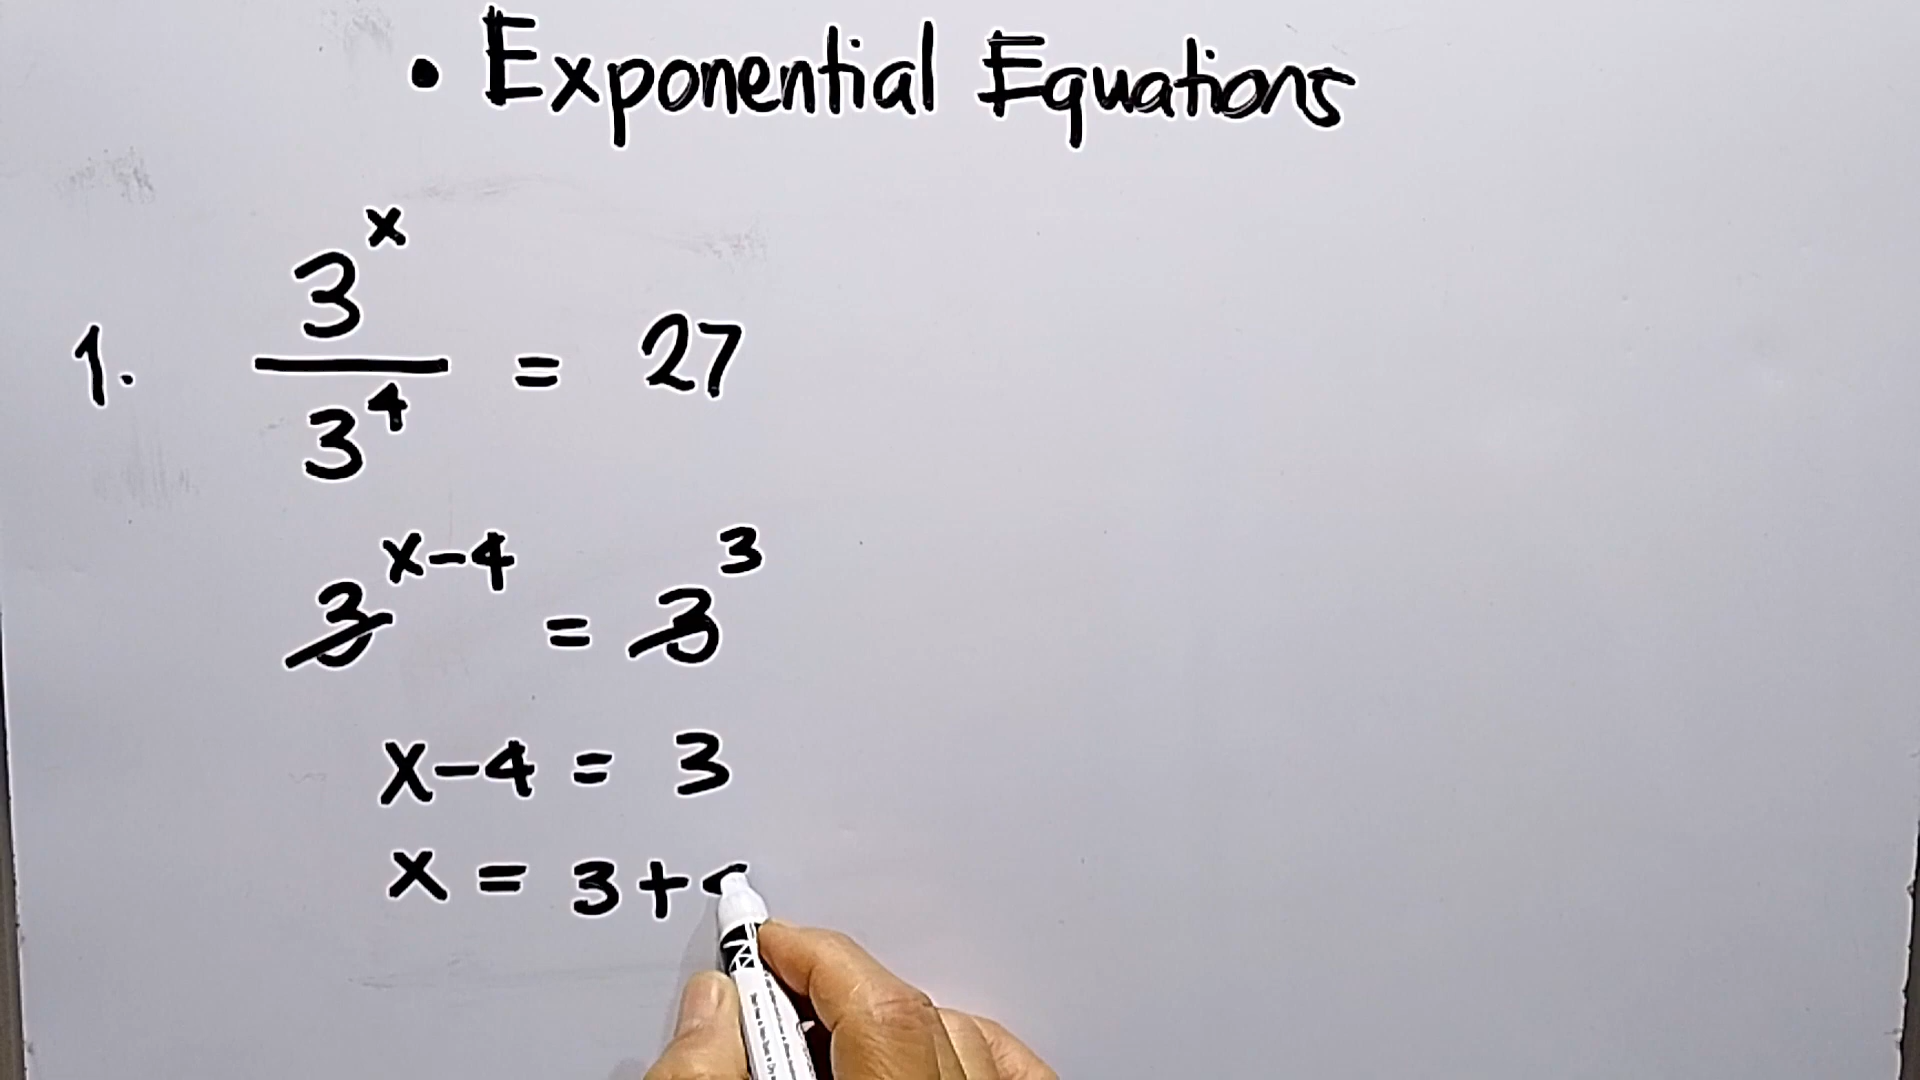 • Exponential Equations
1. 3^x / 3^4 = 27
3^x-4 = 3^3
x-4 = 3
x = 3+